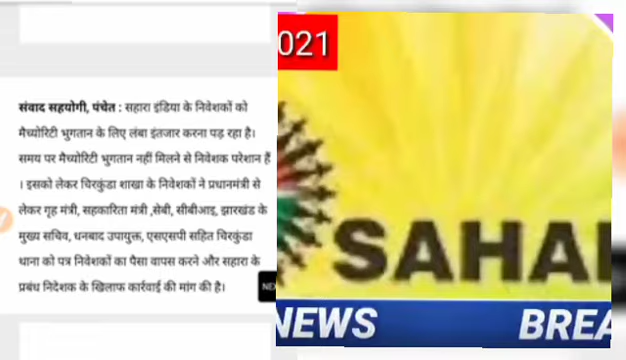 संवाद सहयोगी, पंचेत : सहारा इंडिया के निवेशकों को
मैच्योरिटी भुगतान के लिए लंबा इंतजार करना पड़ रहा है।
समय पर मैच्योरिटी भुगतान नहीं मिलने से निवेशक परेशान हैं
। इसको लेकर चिरकुंडा शाखा के निवेशकों ने प्रधानमंत्री से
लेकर गृह मंत्री, सहकारिता मंत्री ,सेबी, सीबीआइ, झारखंड के
मुख्य सचिव, धनबाद उपायुक्त, एसएसपी सहित चिरकुंडा
थाना को पत्र निवेशकों का पैसा वापस करने और सहारा के
प्रबंध निदेशक के खिलाफ कार्रवाई की मांग की है।
NE
021
SAHA
NEWS BREA